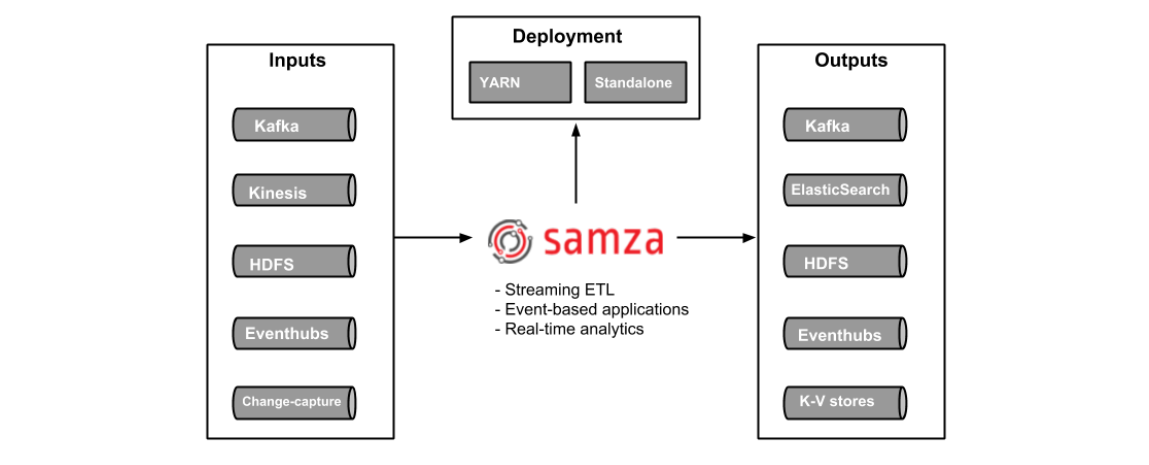 Inputs
Kafka
Kinesis
HDFS
Eventhubs
Change-capture
Deployment
YARN
Standalone
samza
- Streaming ETL
- Event-based applications
- Real-time analytics
Outputs
Kafka
ElasticSearch
HDFS
Eventhubs
K-V stores